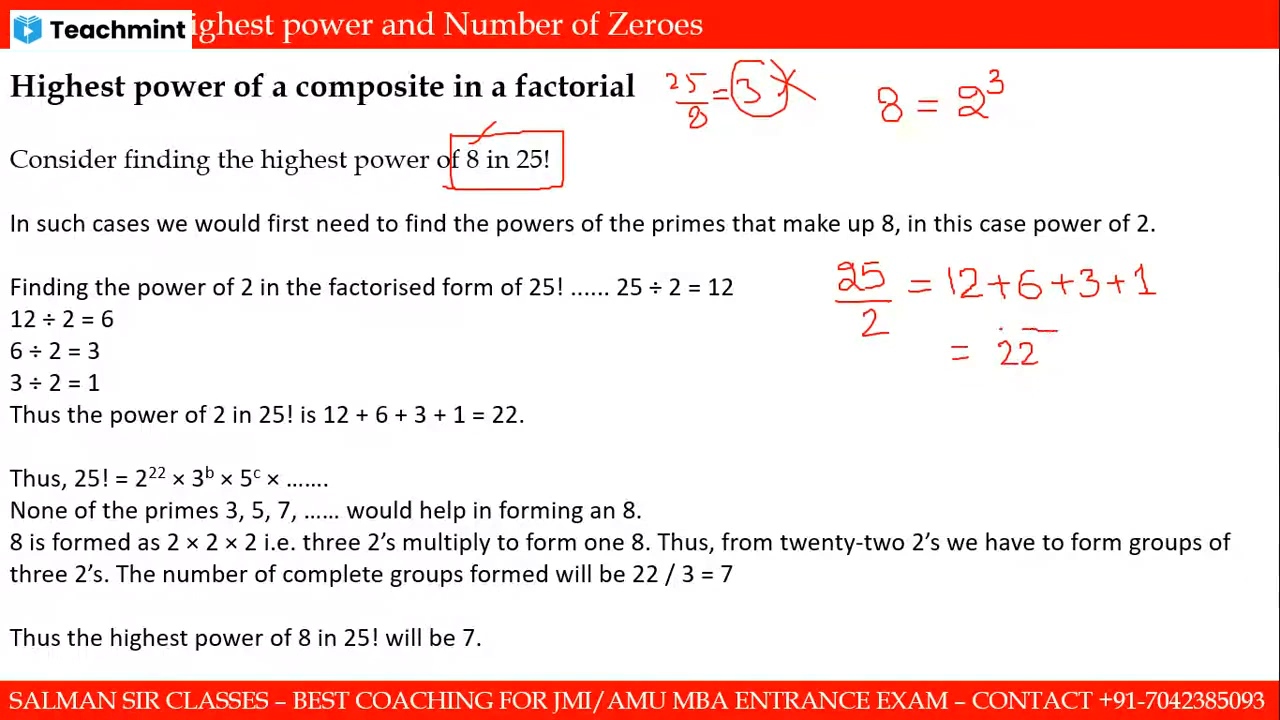 Teachmint
ighest power and Number of Zeroes
Highest power of a composite in a factorial
25/8 = 3
8 = 2³
Consider finding the highest power of 8 in 25!
In such cases we would first need to find the powers of the primes that make up 8, in this case power of 2.
Finding the power of 2 in the factorised form of 25! ...... 25 ÷ 2 = 12
25/2 = 12+6+3+1
12 ÷ 2 = 6
6 ÷ 2 = 3
= 22
3 ÷ 2 = 1
Thus the power of 2 in 25! is 12 + 6 + 3 + 1 = 22.
Thus, 25! = 2²² × 3ᵇ × 5ᶜ × …….
None of the primes 3, 5, 7, …… would help in forming an 8.
8 is formed as 2 × 2 × 2 i.e. three 2’s multiply to form one 8. Thus, from twenty-two 2’s we have to form groups of
three 2’s. The number of complete groups formed will be 22 / 3 = 7
Thus the highest power of 8 in 25! will be 7.
SALMAN SIR CLASSES – BEST COACHING FOR JMI/AMU MBA ENTRANCE EXAM – CONTACT +91-7042385093